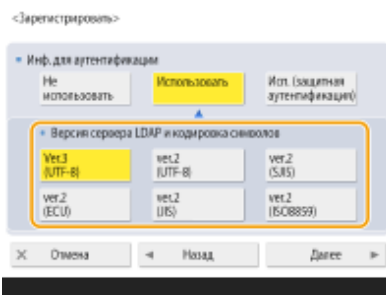 <Зарегистрировать>
Инф. для аутентификации
Не использовать
Использовать
Исп. (защитная аутентификация)
Версия сервера LDAP и кодировка символов
Ver.3 (UTF-8)
ver.2 (UTF-8)
ver.2 (SJIS)
ver.2 (ECU)
ver.2 (JIS)
ver.2 (ISO8859)
Отмена
Назад
Далее